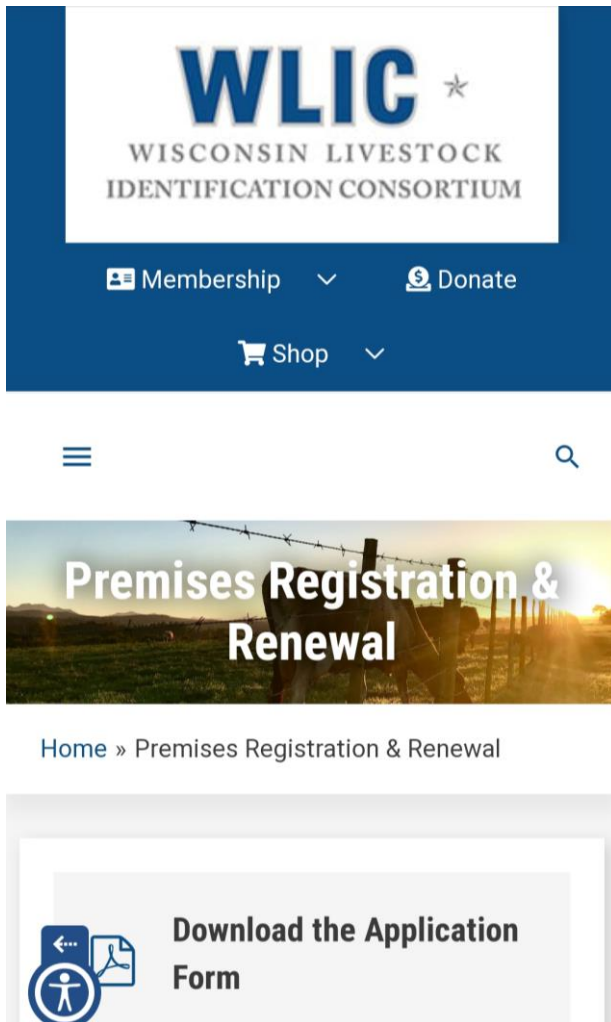 WLIC
WISCONSIN LIVESTOCK
IDENTIFICATION CONSORTIUM
Membership
Donate
Shop
Premises Registration &
Renewal
Home » Premises Registration & Renewal
Download the Application
Form